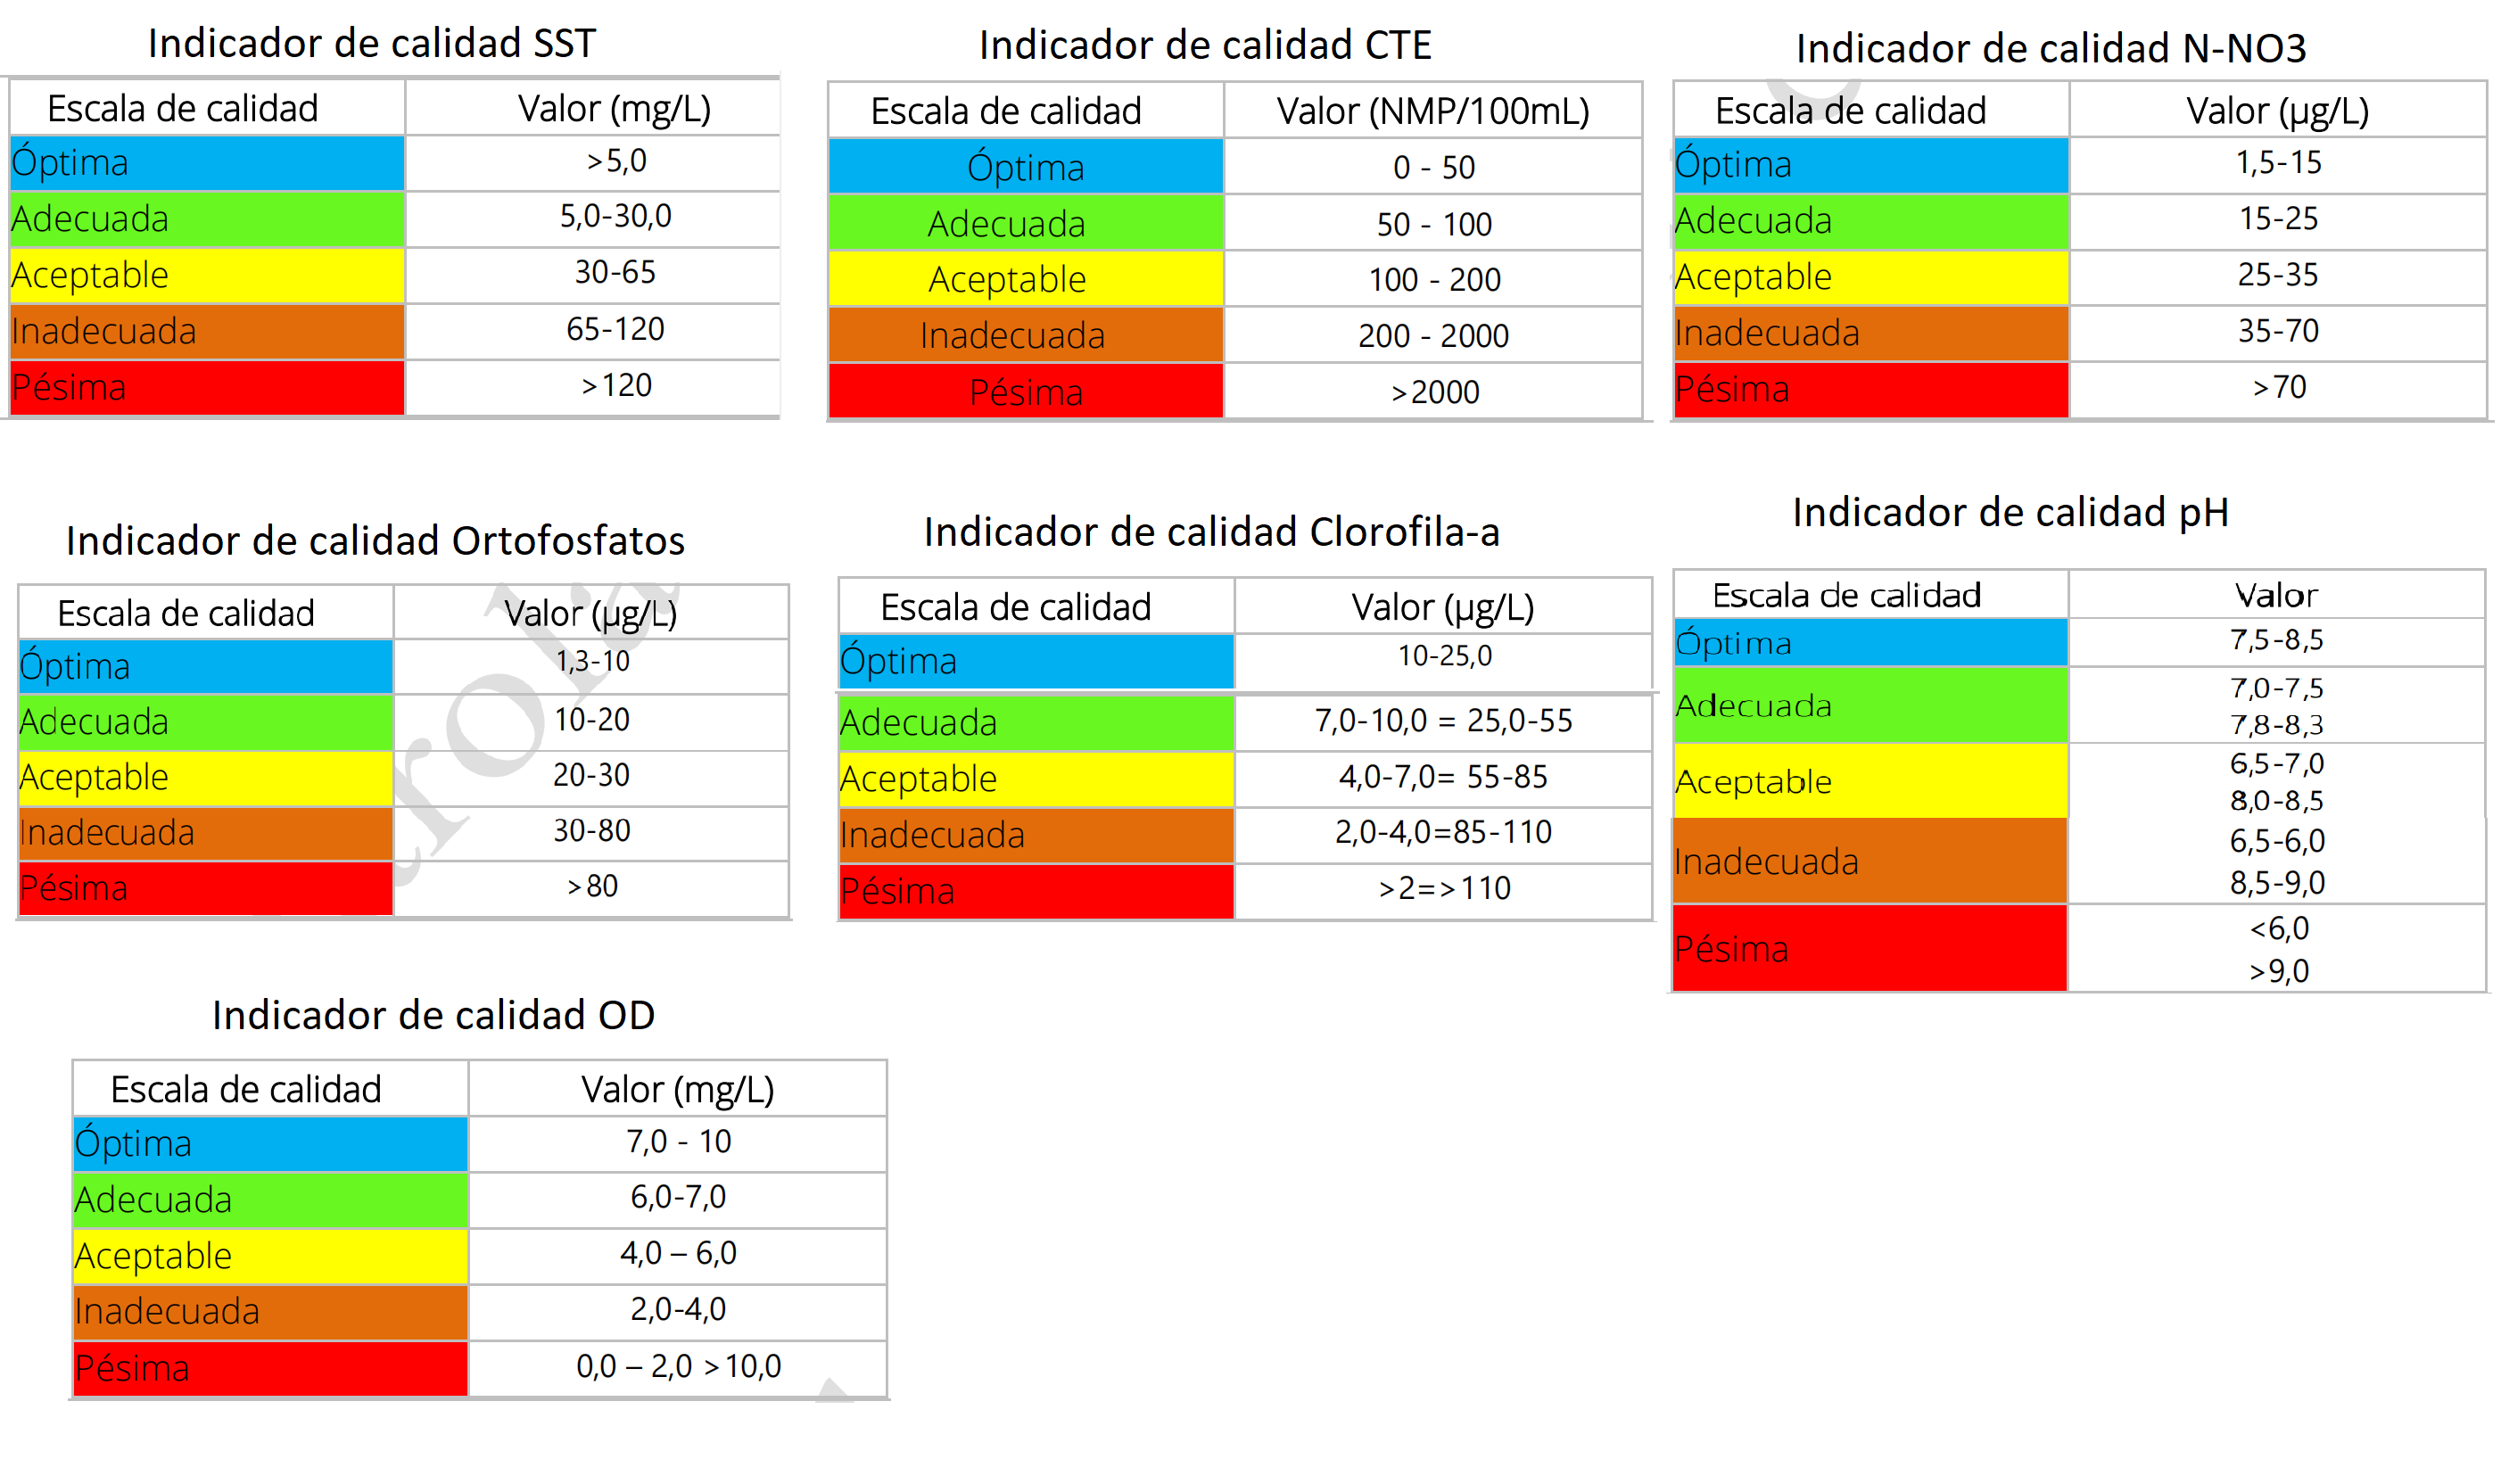 Indicador de calidad SST
Escala de calidad Valor (mg/L)
Óptima >5,0
Adecuada 5,0-30,0
Aceptable 30-65
Inadecuada 65-120
Pésima >120
Indicador de calidad CTE
Escala de calidad Valor (NMP/100mL)
Óptima 0 - 50
Adecuada 50 - 100
Aceptable 100 - 200
Inadecuada 200 - 2000
Pésima >2000
Indicador de calidad N-NO3
Escala de calidad Valor (µg/L)
Óptima 1,5-15
Adecuada 15-25
Aceptable 25-35
Inadecuada 35-70
Pésima >70
Indicador de calidad Ortofosfatos
Escala de calidad Valor (µg/L)
Óptima 1,3-10
Adecuada 10-20
Aceptable 20-30
Inadecuada 30-80
Pésima >80
Indicador de calidad Clorofila-a
Escala de calidad Valor (µg/L)
Óptima 10-25,0
Adecuada 7,0-10,0 = 25,0-55
Aceptable 4,0-7,0= 55-85
Inadecuada 2,0-4,0=85-110
Pésima >2=>110
Indicador de calidad pH
Escala de calidad Valor
Óptima 7,5-8,5
Adecuada 7,0-7,5
7,8-8,3
Aceptable 6,5-7,0
8,0-8,5
Inadecuada 6,5-6,0
8,5-9,0
Pésima <6,0
>9,0
Indicador de calidad OD
Escala de calidad Valor (mg/L)
Óptima 7,0 - 10
Adecuada 6,0-7,0
Aceptable 4,0 – 6,0
Inadecuada 2,0-4,0
Pésima 0,0 – 2,0 >10,0